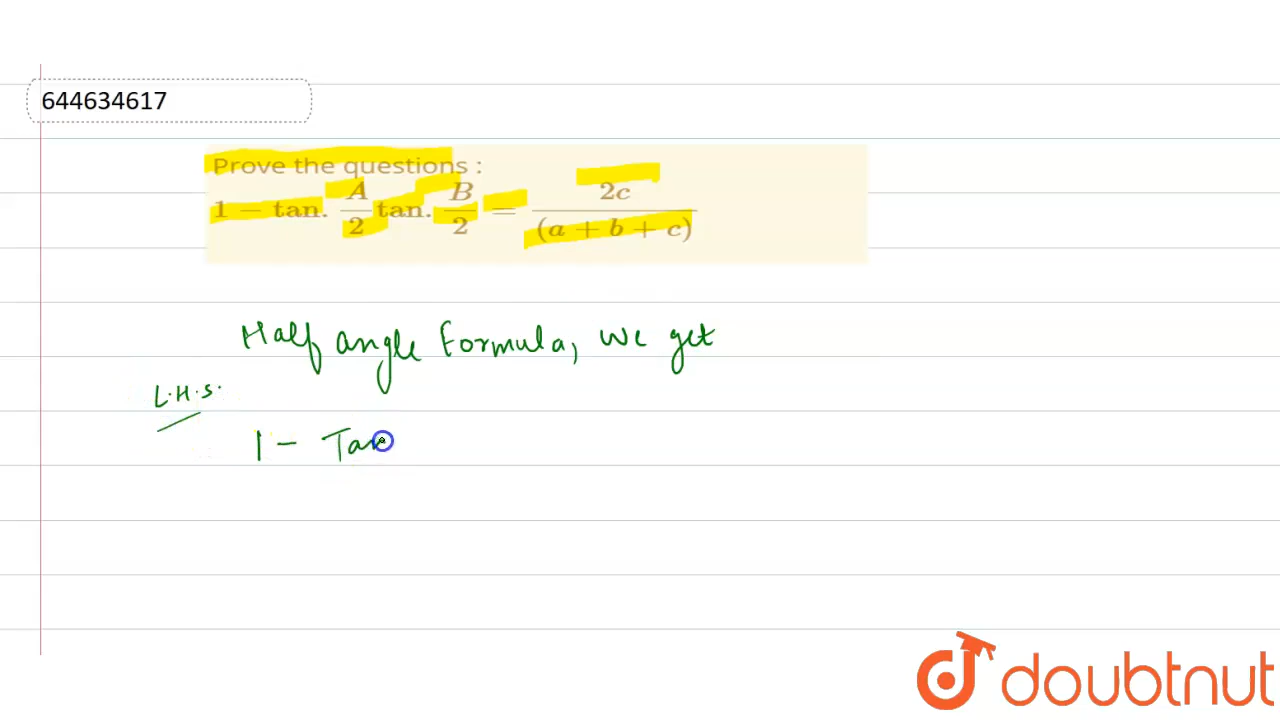 644634617
Prove the questions :
1 − tan. A/2 tan. B/2 = 2c/(a + b + c)
Half angle formula, we get
L.H.S.
1 − Tan
doubtnut